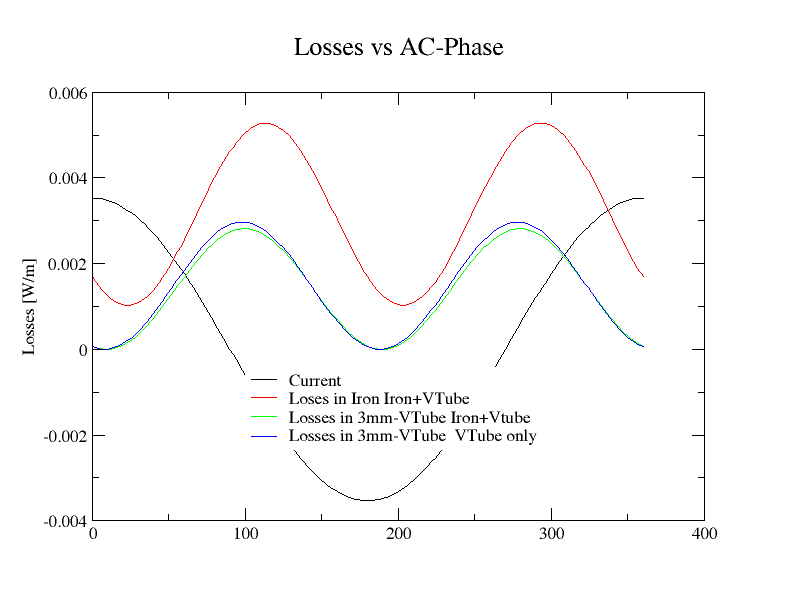 Losses vs AC-Phase
0.006
0.004
0.002
0
-0.002
-0.004
Losses [W/m]
Current
Loses in Iron Iron+VTube
Losses in 3mm-VTube Iron+Vtube
Losses in 3mm-VTube  VTube only
0
100
200
300
400